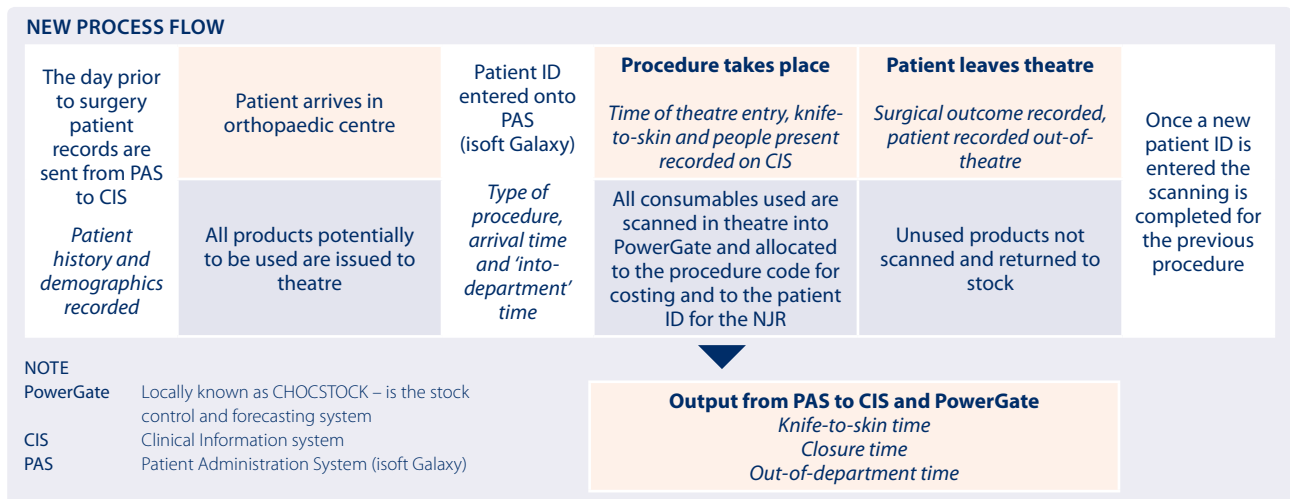 NEW PROCESS FLOW
The day prior
to surgery
patient
records are
sent from PAS
to CIS
Patient
history and
demographics
recorded
Patient arrives in
orthopaedic centre
All products potentially
to be used are issued to
theatre
Patient ID
entered onto
PAS
(isoft Galaxy)
Type of
procedure,
arrival time
and ‘into-
department’
time
Procedure takes place
Time of theatre entry, knife-
to-skin and people present
recorded on CIS
All consumables used are
scanned in theatre into
PowerGate and allocated
to the procedure code for
costing and to the patient
ID for the NJR
Patient leaves theatre
Surgical outcome recorded,
patient recorded out-of-
theatre
Unused products not
scanned and returned to
stock
Once a new
patient ID is
entered the
scanning is
completed for
the previous
procedure
NOTE
PowerGate Locally known as CHOCSTOCK – is the stock
control and forecasting system
CIS Clinical Information system
PAS Patient Administration System (isoft Galaxy)
Output from PAS to CIS and PowerGate
Knife-to-skin time
Closure time
Out-of-department time